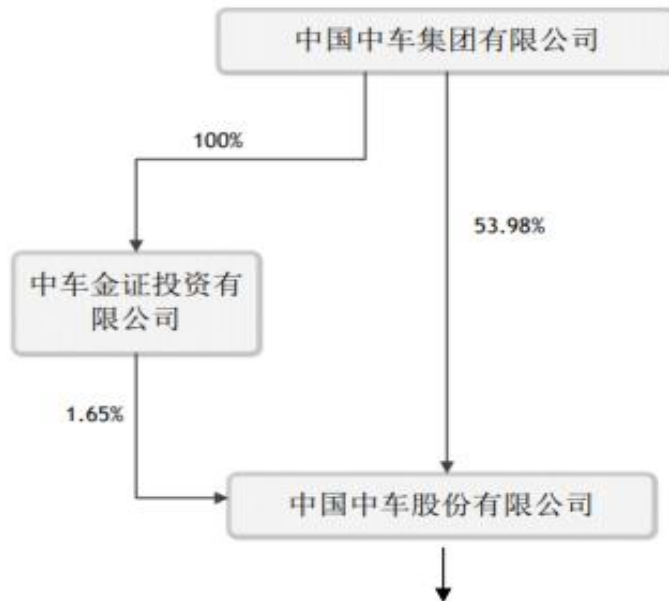 中国中车集团有限公司
100%
53.98%
中车金证投资有
限公司
1.65%
中国中车股份有限公司